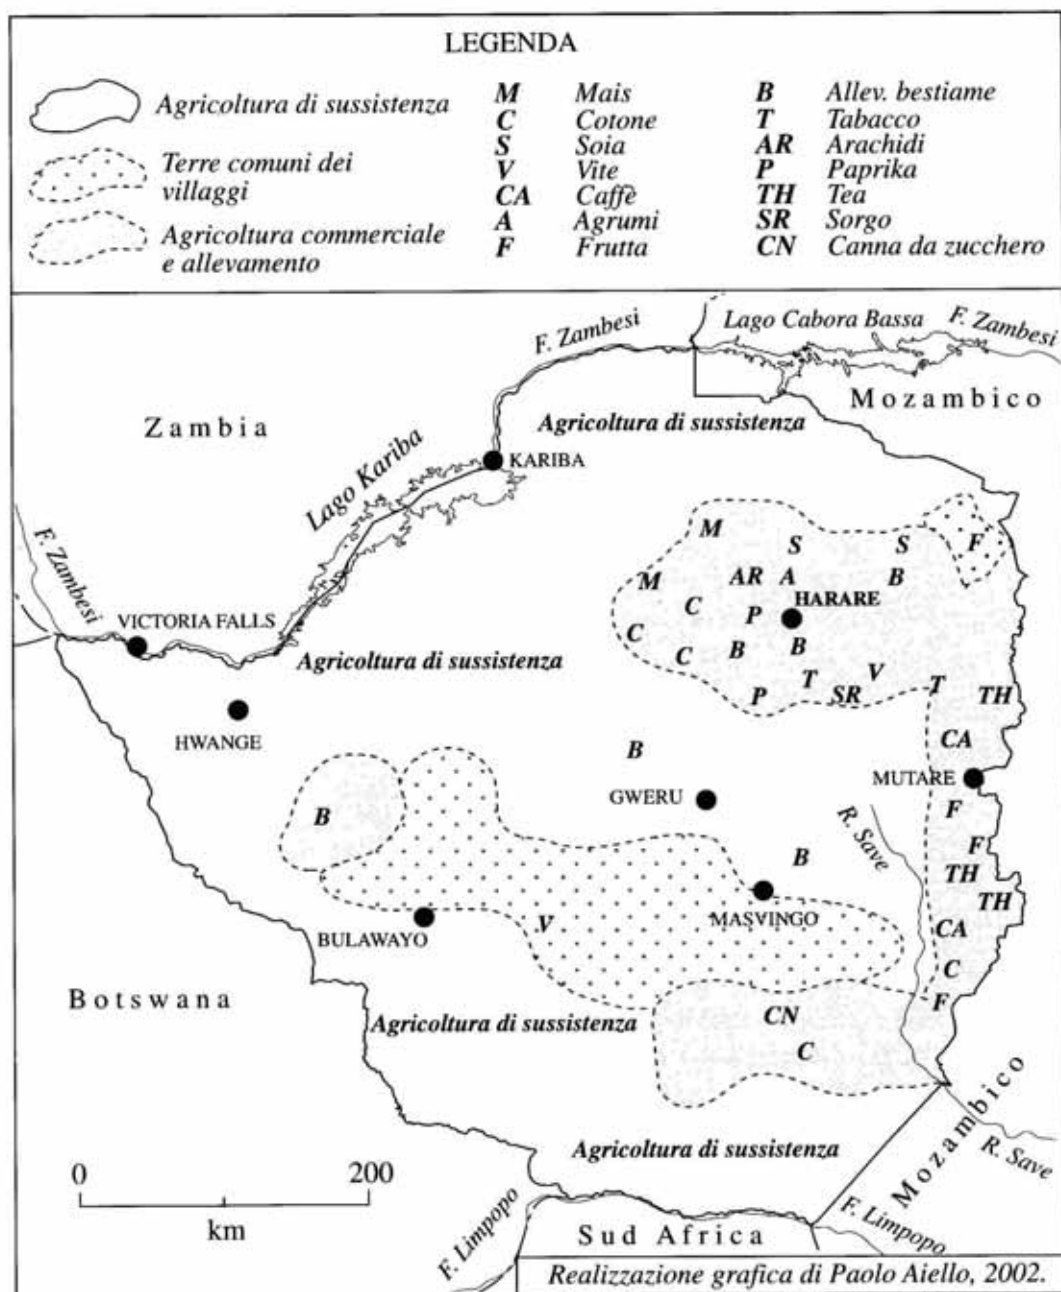 LEGENDA
Agricoltura di sussistenza
Terre comuni dei
villaggi
Agricoltura commerciale
e allevamento
M Mais
C Cotone
S Soia
V Vite
CA Caffè
A Agrumi
F Frutta
B Allev. bestiame
T Tabacco
AR Arachidi
P Paprika
TH Tea
SR Sorgo
CN Canna da zucchero
Lago Cabora Bassa
F. Zambesi
F. Zambesi
Mozambico
Zambia
Agricoltura di sussistenza
Lago Kariba
KARIBA
F. Zambesi
M
S
S
F
M
AR
A
B
C
P
HARARE
C
C
B
B
V
T
P
SR
T
TH
VICTORIA FALLS
Agricoltura di sussistenza
HWANGE
B
CA
MUTARE
GWERU
B
F
R. Save
F
B
TH
MASVINGO
TH
BULAWAYO
V
CA
C
Botswana
F
CN
Agricoltura di sussistenza
C
Mozambico
Agricoltura di sussistenza
R. Save
0 200
km
F. Limpopo
Sud Africa
F. Limpopo
Realizzazione grafica di Paolo Aiello, 2002.